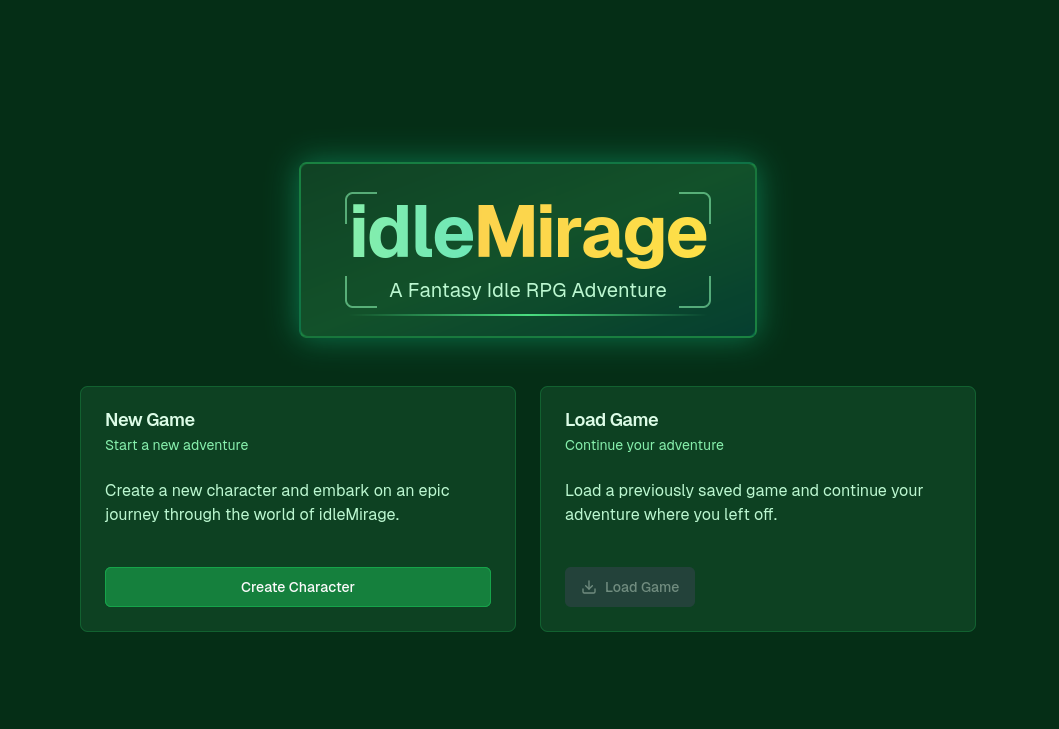 idleMirage
A Fantasy Idle RPG Adventure
New Game
Start a new adventure
Create a new character and embark on an epic
journey through the world of idleMirage.
Create Character
Load Game
Continue your adventure
Load a previously saved game and continue your
adventure where you left off.
Load Game